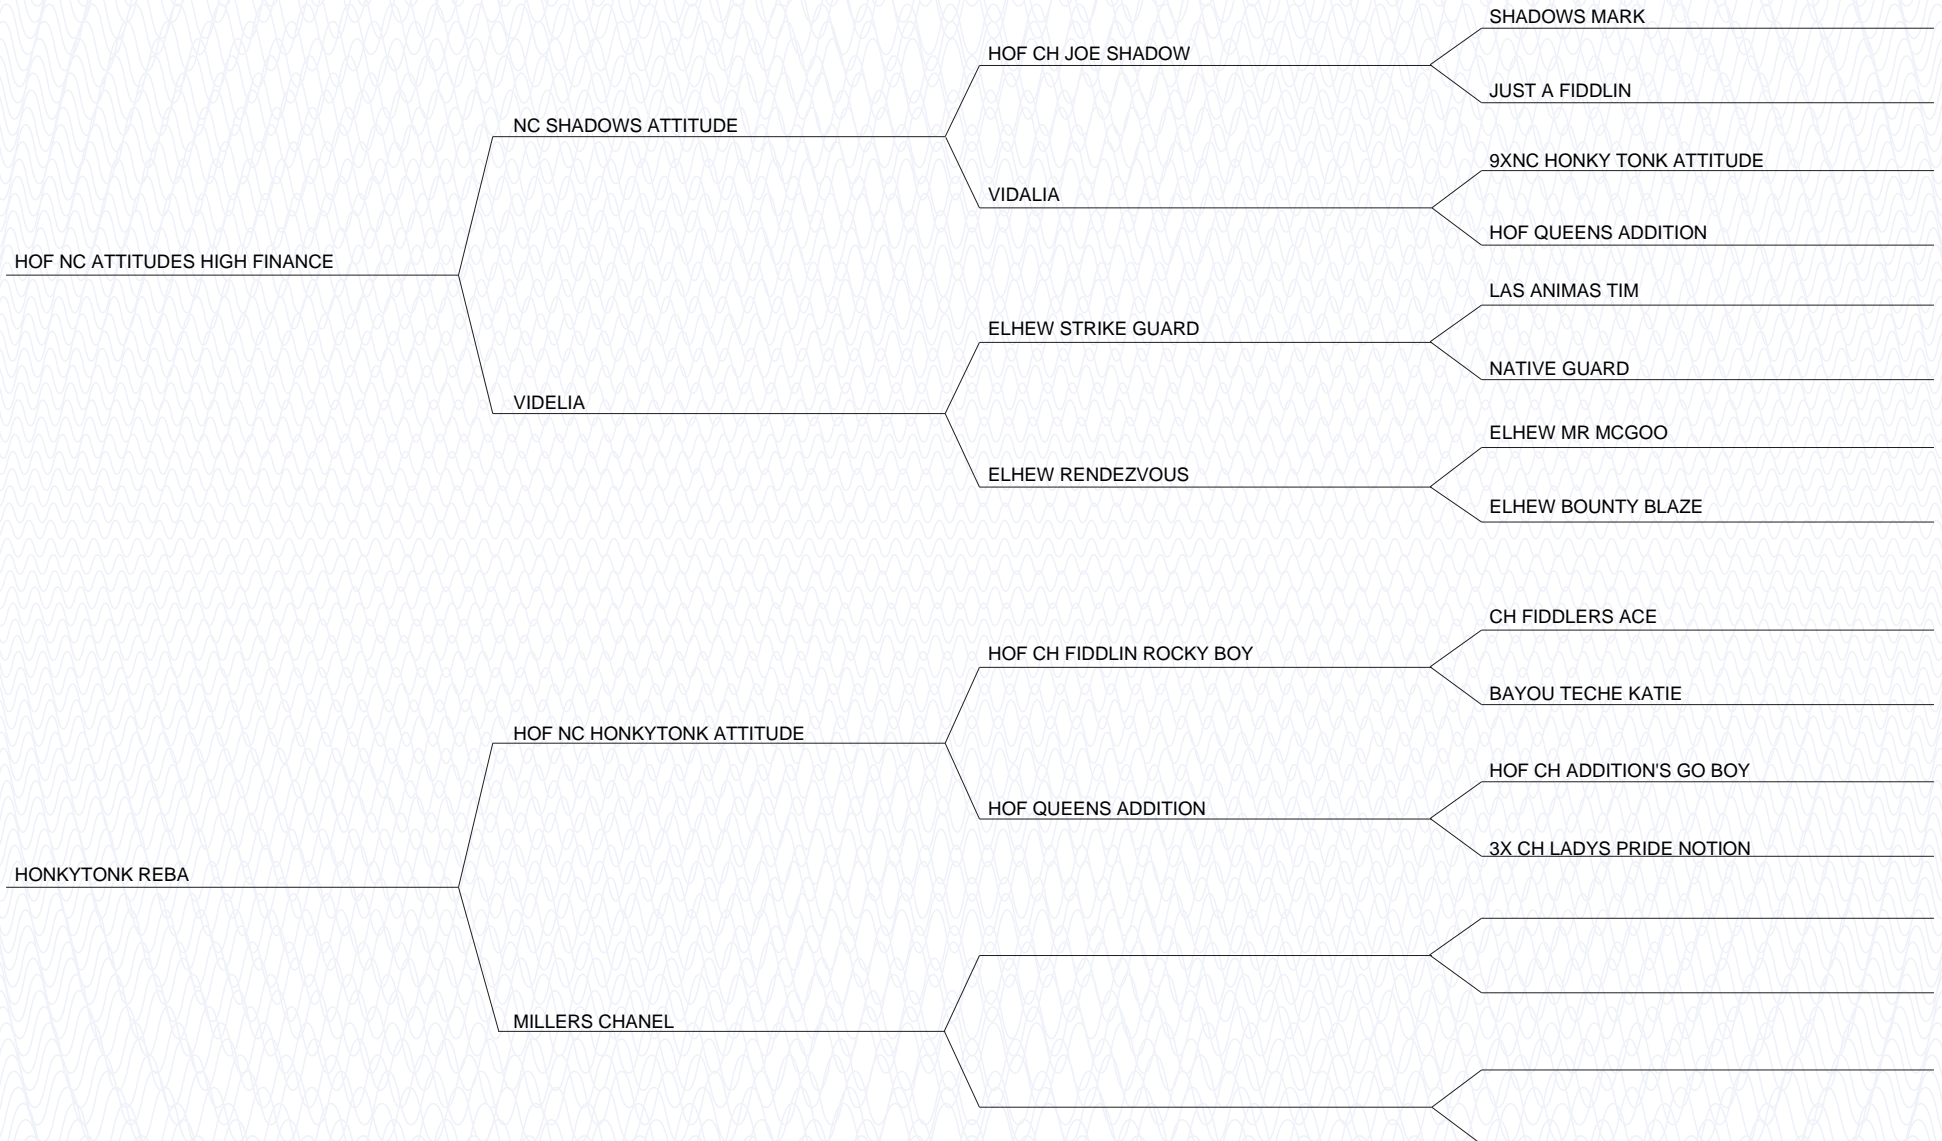 SHADOWS MARK
HOF CH JOE SHADOW
JUST A FIDDLIN
NC SHADOWS ATTITUDE
9XNC HONKY TONK ATTITUDE
VIDALIA
HOF QUEENS ADDITION
HOF NC ATTITUDES HIGH FINANCE
LAS ANIMAS TIM
ELHEW STRIKE GUARD
NATIVE GUARD
VIDELIA
ELHEW MR MCGOO
ELHEW RENDEZVOUS
ELHEW BOUNTY BLAZE
CH FIDDLERS ACE
HOF CH FIDDLIN ROCKY BOY
BAYOU TECHE KATIE
HOF NC HONKYTONK ATTITUDE
HOF CH ADDITION'S GO BOY
HOF QUEENS ADDITION
3X CH LADYS PRIDE NOTION
HONKYTONK REBA
MILLERS CHANEL